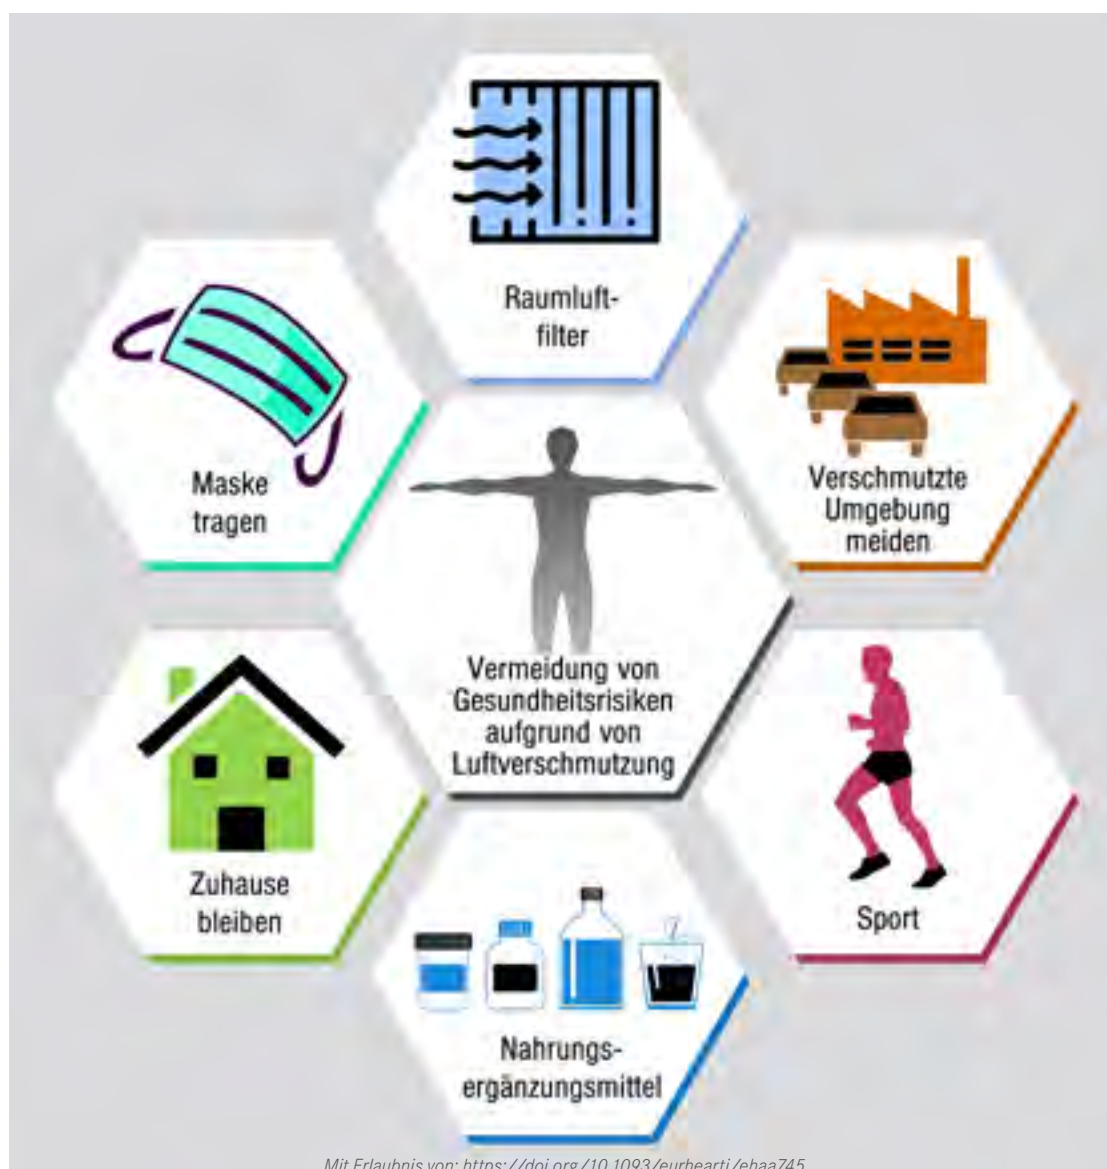 Raumluft-
filter
Maske
tragen
Verschmutzte
Umgebung
meiden
Vermeidung von
Gesundheitsrisiken
aufgrund von
Luftverschmutzung
Zuhause
bleiben
Sport
Nahrungs-
ergänzungsmittel
Mit Erlaubnis von: https://doi.org/10.1093/eurheartj/ehaa745